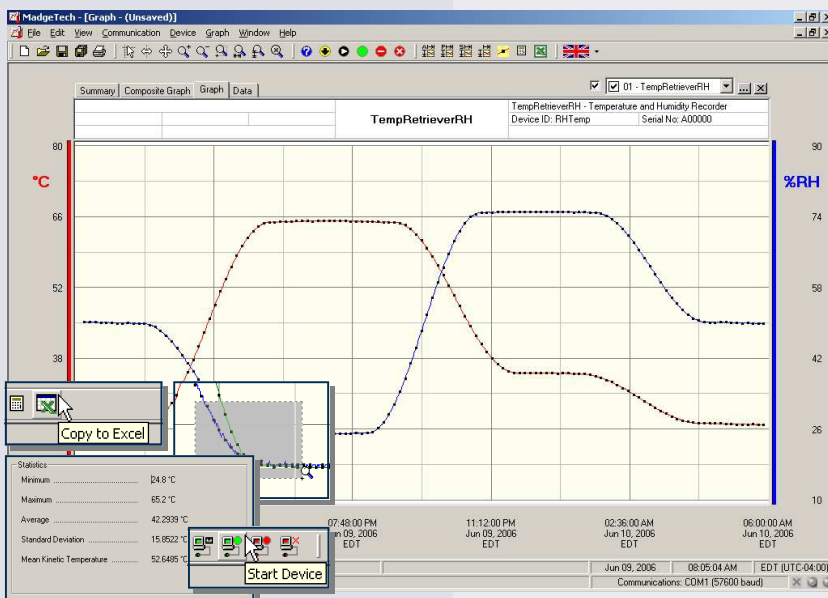 MadgeTech - [Graph - (Unsaved)]
File Edit View Communication Device Graph Window Help
Summary Composite Graph Graph Data
01 - TempRetrieverRH
TempRetrieverRH
TempRetrieverRH - Temperature and Humidity Recorder
Device ID: RHTemp Serial No: A00000
80 90
°C %RH
66 74
52 58
38 42
26
10
Copy to Excel
Statistics
Minimum 24.8 °C
Maximum 65.2 °C
Average 42.2939 °C
Standard Deviation 15.8522 °C
Mean Kinetic Temperature 52.6485 °C
Start Device
07:48:00 PM 11:12:00 PM 02:36:00 AM 06:00:00 AM
Jun 09, 2006 Jun 09, 2006 Jun 10, 2006 Jun 10, 2006
EDT EDT EDT EDT
Jun 09, 2006 08:05:04 AM EDT (UTC-04:00)
Communications: COM1 (57600 baud)